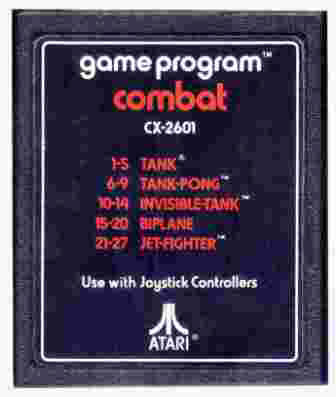 game program™
combat
CX-2601
1-5 TANK®
6-9 TANK-PONG™
10-14 INVISIBLE-TANK™
15-20 BIPLANE
21-27 JET-FIGHTER™
Use with Joystick Controllers
ATARI®